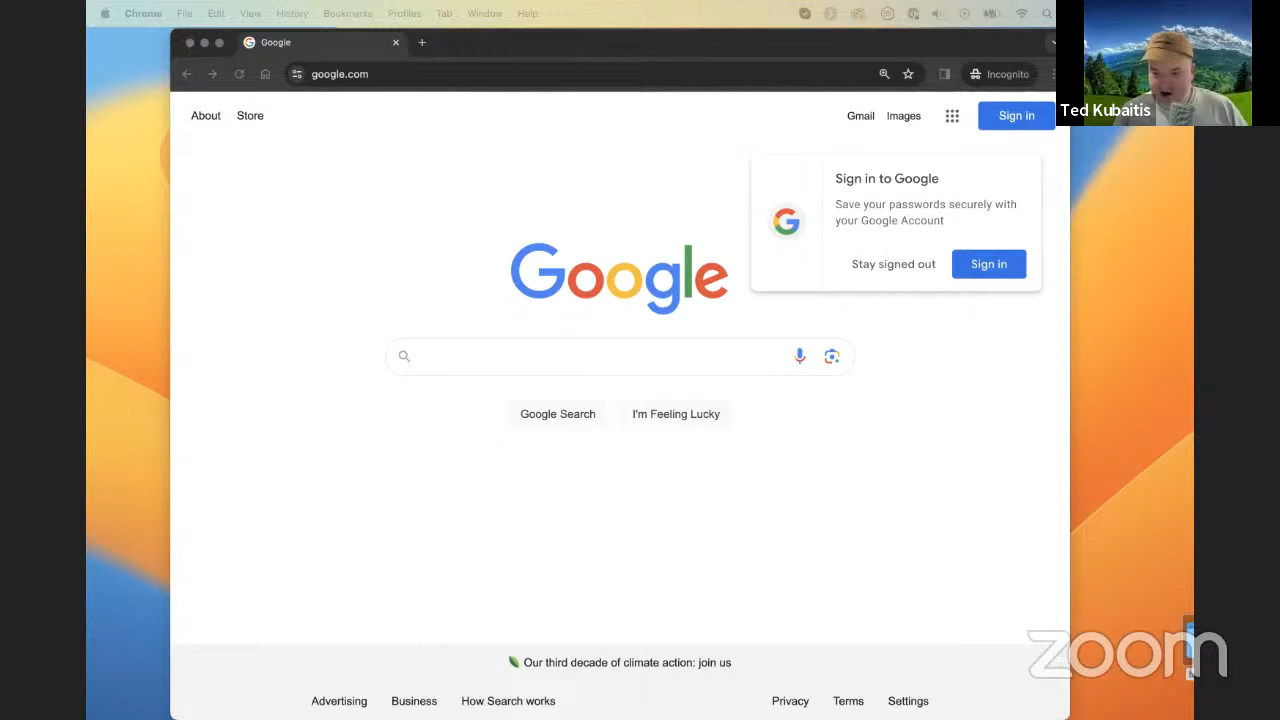 Chrome File Edit View History Bookmarks Profiles Tab Window Help
Google
google.com
Incognito
Ted Kubaitis
About Store
Gmail Images
Sign in
Sign in to Google
Save your passwords securely with
your Google Account
Stay signed out Sign in
Google
Google Search I'm Feeling Lucky
Our third decade of climate action: join us
Advertising Business How Search works
Privacy Terms Settings
zoom